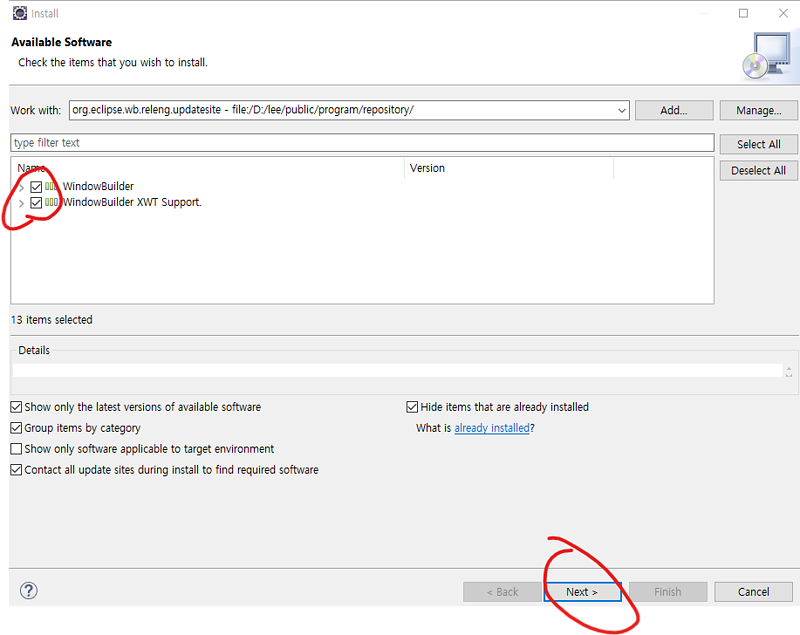 Install
Available Software
Check the items that you wish to install.
Work with: org.eclipse.wb.releng.updatesite - file:/D:/lee/public/program/repository/ Add... Manage...
type filter text Select All
Name Version Deselect All
WindowBuilder
WindowBuilder XWT Support.
13 items selected
Details
Show only the latest versions of available software Hide items that are already installed
Group items by category What is already installed?
Show only software applicable to target environment
Contact all update sites during install to find required software
? < Back Next > Finish Cancel